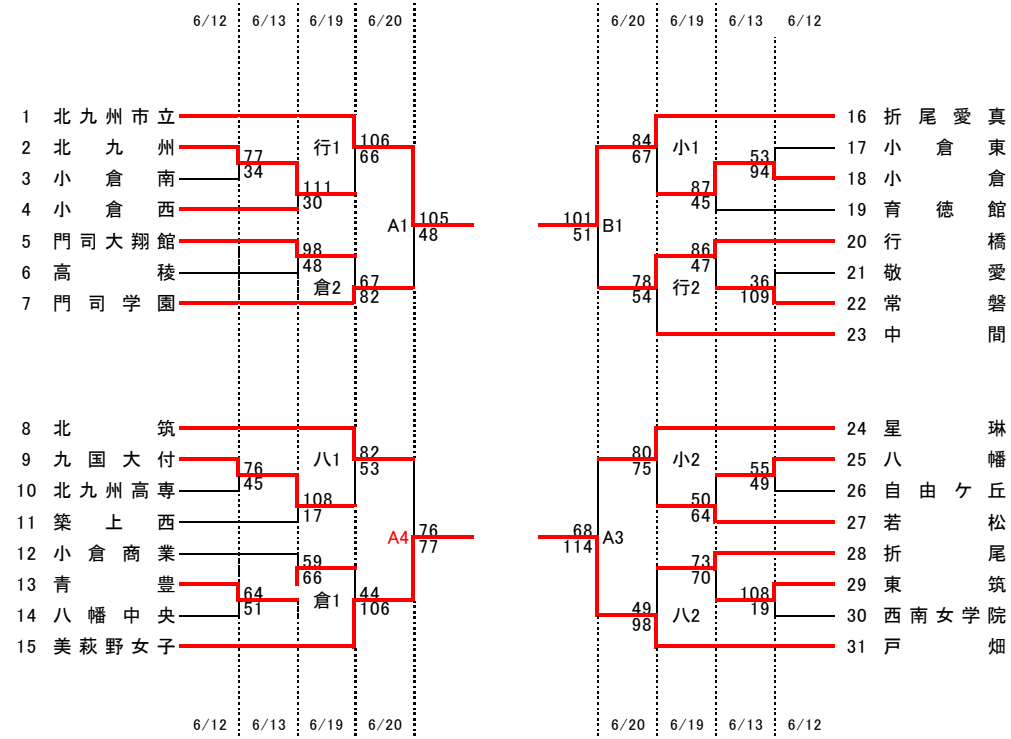 6/12 6/13 6/19 6/20 6/20 6/19 6/13 6/12
1 北九州市立
2 北九州
3 小倉南
4 小倉西
5 門司大翔館
6 高稜
7 門司学園
77
34
111
30
98
48
行1
106
66
倉2
67
82
A1
105
48
8 北筑
9 九国大付
10 北九州高専
11 築上西
12 小倉商業
13 青豊
14 八幡中央
15 美萩野女子
76
45
64
51
108
17
59
66
八1
82
53
倉1
44
106
A4
76
77
16 折尾愛真
17 小倉東
18 小倉
19 育徳館
20 行橋
21 敬愛
22 常磐
23 中間
53
94
36
109
87
45
86
47
小1
84
67
行2
78
54
B1
101
51
24 星琳
25 八幡
26 自由ケ丘
27 若松
28 折尾
29 東筑
30 西南女学院
31 戸畑
55
49
108
19
50
64
73
70
小2
80
75
八2
49
98
A3
68
114
6/12 6/13 6/19 6/20 6/20 6/19 6/13 6/12